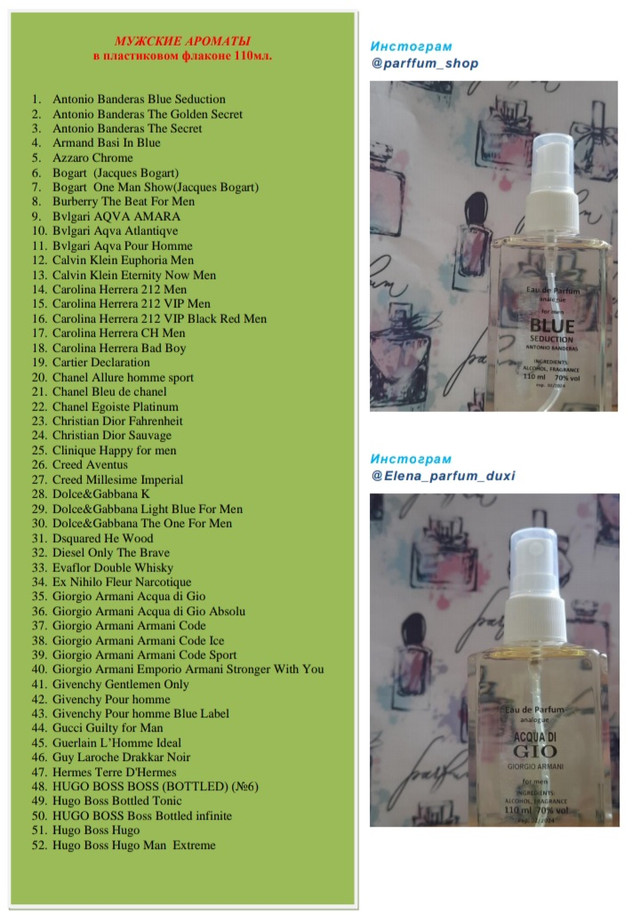 МУЖСКИЕ АРОМАТЫ
в пластиковом флаконе 110мл.
1. Antonio Banderas Blue Seduction
2. Antonio Banderas The Golden Secret
3. Antonio Banderas The Secret
4. Armand Basi In Blue
5. Azzaro Chrome
6. Bogart (Jacques Bogart)
7. Bogart One Man Show(Jacques Bogart)
8. Burberry The Beat For Men
9. Bvlgari AQVA AMARA
10. Bvlgari Aqva Atlantiqve
11. Bvlgari Aqva Pour Homme
12. Calvin Klein Euphoria Men
13. Calvin Klein Eternity Now Men
14. Carolina Herrera 212 Men
15. Carolina Herrera 212 VIP Men
16. Carolina Herrera 212 VIP Black Red Men
17. Carolina Herrera CH Men
18. Carolina Herrera Bad Boy
19. Cartier Declaration
20. Chanel Allure homme sport
21. Chanel Bleu de chanel
22. Chanel Egoiste Platinum
23. Christian Dior Fahrenheit
24. Christian Dior Sauvage
25. Clinique Happy for men
26. Creed Aventus
27. Creed Millesime Imperial
28. Dolce&Gabbana K
29. Dolce&Gabbana Light Blue For Men
30. Dolce&Gabbana The One For Men
31. Dsquared He Wood
32. Diesel Only The Brave
33. Evaflor Double Whisky
34. Ex Nihilo Fleur Narcotique
35. Giorgio Armani Acqua di Gio
36. Giorgio Armani Acqua di Gio Absolu
37. Giorgio Armani Armani Code
38. Giorgio Armani Armani Code Ice
39. Giorgio Armani Armani Code Sport
40. Giorgio Armani Emporio Armani Stronger With You
41. Givenchy Gentlemen Only
42. Givenchy Pour homme
43. Givenchy Pour homme Blue Label
44. Gucci Guilty for Man
45. Guerlain L'Homme Ideal
46. Guy Laroche Drakkar Noir
47. Hermes Terre D'Hermes
48. HUGO BOSS BOSS (BOTTLED) (№6)
49. Hugo Boss Bottled Tonic
50. HUGO BOSS Boss Bottled infinite
51. Hugo Boss Hugo
52. Hugo Boss Hugo Man Extreme
Инстограм
@parffum_shop
Eau de Parfum
analogue
for men
BLUE
SEDUCTION
ANTONIO BANDERAS
INGREDIENTS:
ALCOHOL, FRAGRANCE
110 ml 70% vol
Инстограм
@Elena_parfum_duxi
Eau de Parfum
analogue
ACQUA DI
GIO
GIORGIO ARMANI
for men
INGREDIENTS:
ALCOHOL, FRAGRANCE
110 ml 70% vol